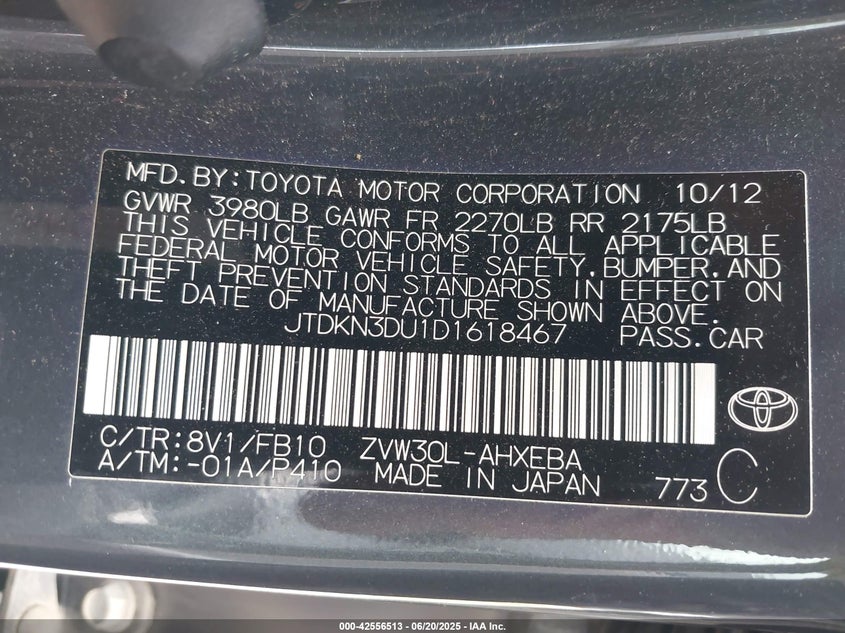 MFD.BY:TOYOTA MOTOR CORPORATION 10/12
GVWR 3980LB GAWR FR 2270LB RR 2175LB
THIS VEHICLE CONFORMS TO ALL APPLICABLE
FEDERAL MOTOR VEHICLE SAFETY,BUMPER,AND
THEFT PREVENTION STANDARDS IN EFFECT ON
THE DATE OF MANUFACTURE SHOWN ABOVE.
JTDKN3DU1D1618467 PASS.CAR
C/TR:8V1/FB10 ZVW30L-AHXEBA
A/TM:-01A/P410 MADE IN JAPAN 773 C
000-42556513 - 06/20/2025 - IAA Inc.